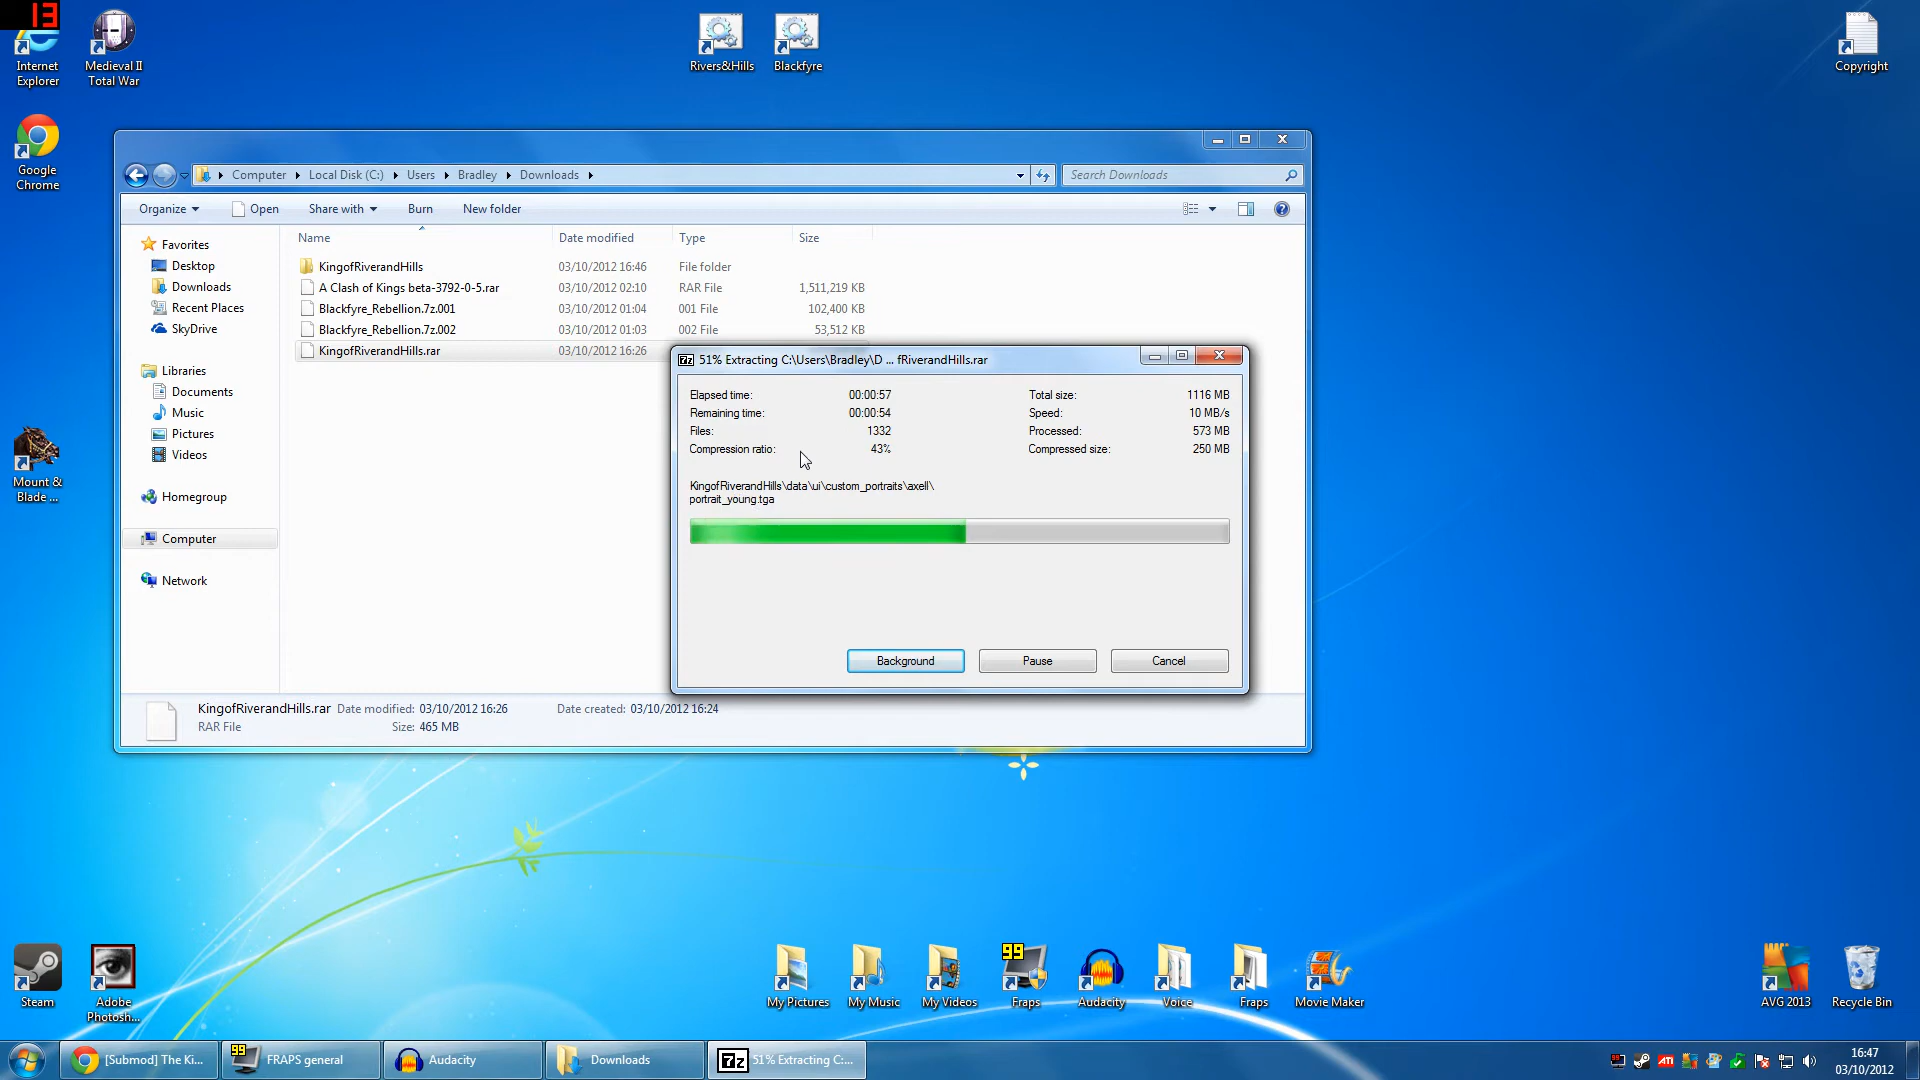 13
Internet
Explorer
Medieval II
Total War
Rivers&Hills
Blackfyre
Copyright
Google
Chrome
Computer
Local Disk (C:)
Users
Bradley
Downloads
Search Downloads
Organize
Open
Share with
Burn
New folder
Name
Date modified
Type
Size
Favorites
Desktop
Downloads
Recent Places
SkyDrive
Libraries
Documents
Music
Pictures
Videos
Homegroup
Computer
Network
KingofRiverandHills 03/10/2012 16:46 File folder
A Clash of Kings beta-3792-0-5.rar 03/10/2012 02:10 RAR File 1,511,219 KB
Blackfyre_Rebellion.7z.001 03/10/2012 01:04 001 File 102,400 KB
Blackfyre_Rebellion.7z.002 03/10/2012 01:03 002 File 53,512 KB
KingofRiverandHills.rar 03/10/2012 16:26
7z 51% Extracting C:\Users\Bradley\D ... fRiverandHills.rar
Elapsed time: 00:00:57 Total size: 1116 MB
Remaining time: 00:00:54 Speed: 10 MB/s
Files: 1332 Processed: 573 MB
Compression ratio: 43% Compressed size: 250 MB
KingofRiverandHills\data\ui\custom_portraits\axell\
portrait_young.tga
Background
Pause
Cancel
KingofRiverandHills.rar Date modified: 03/10/2012 16:26 Date created: 03/10/2012 16:24
RAR File Size: 465 MB
Mount &
Blade ...
Steam
Adobe
Photosh...
My Pictures
My Music
My Videos
99
Fraps
Audacity
Voice
Fraps
Movie Maker
AVG 2013
Recycle Bin
[Submod] The Ki...
99
FRAPS general
Audacity
Downloads
7z 51% Extracting C:...
99
ATI
16:47
03/10/2012